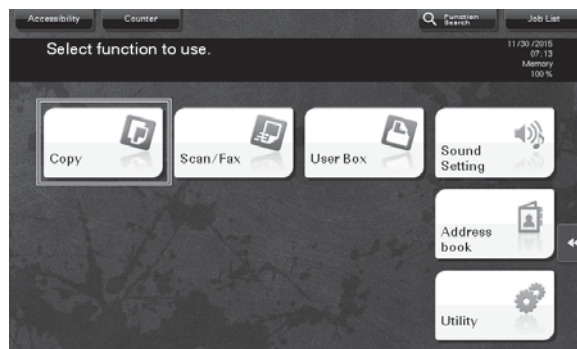 Accessibility
Counter
Function
Search
Job List
Select function to use.
11/30 /2015
07:13
Memory
100 %
Copy
Scan/Fax
User Box
Sound
Setting
Address
book
Utility